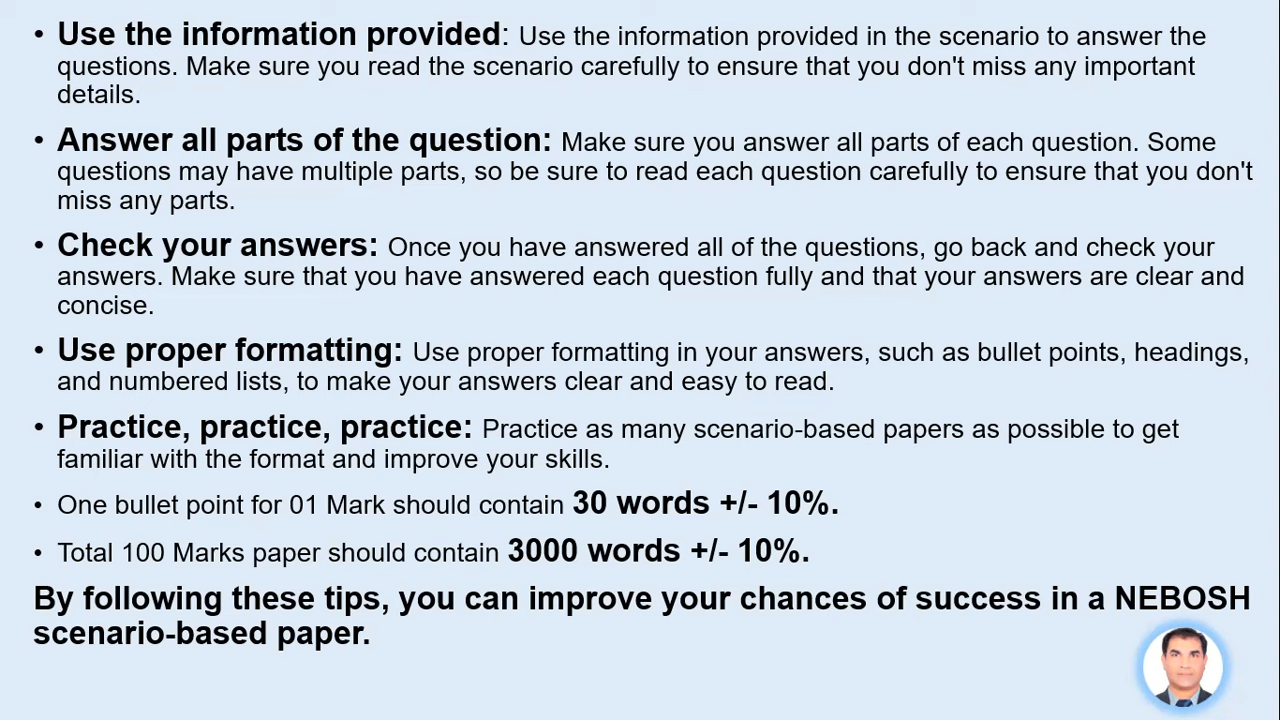 • Use the information provided: Use the information provided in the scenario to answer the
questions. Make sure you read the scenario carefully to ensure that you don't miss any important
details.
• Answer all parts of the question: Make sure you answer all parts of each question. Some
questions may have multiple parts, so be sure to read each question carefully to ensure that you don't
miss any parts.
• Check your answers: Once you have answered all of the questions, go back and check your
answers. Make sure that you have answered each question fully and that your answers are clear and
concise.
• Use proper formatting: Use proper formatting in your answers, such as bullet points, headings,
and numbered lists, to make your answers clear and easy to read.
• Practice, practice, practice: Practice as many scenario-based papers as possible to get
familiar with the format and improve your skills.
• One bullet point for 01 Mark should contain 30 words +/- 10%.
• Total 100 Marks paper should contain 3000 words +/- 10%.
By following these tips, you can improve your chances of success in a NEBOSH
scenario-based paper.